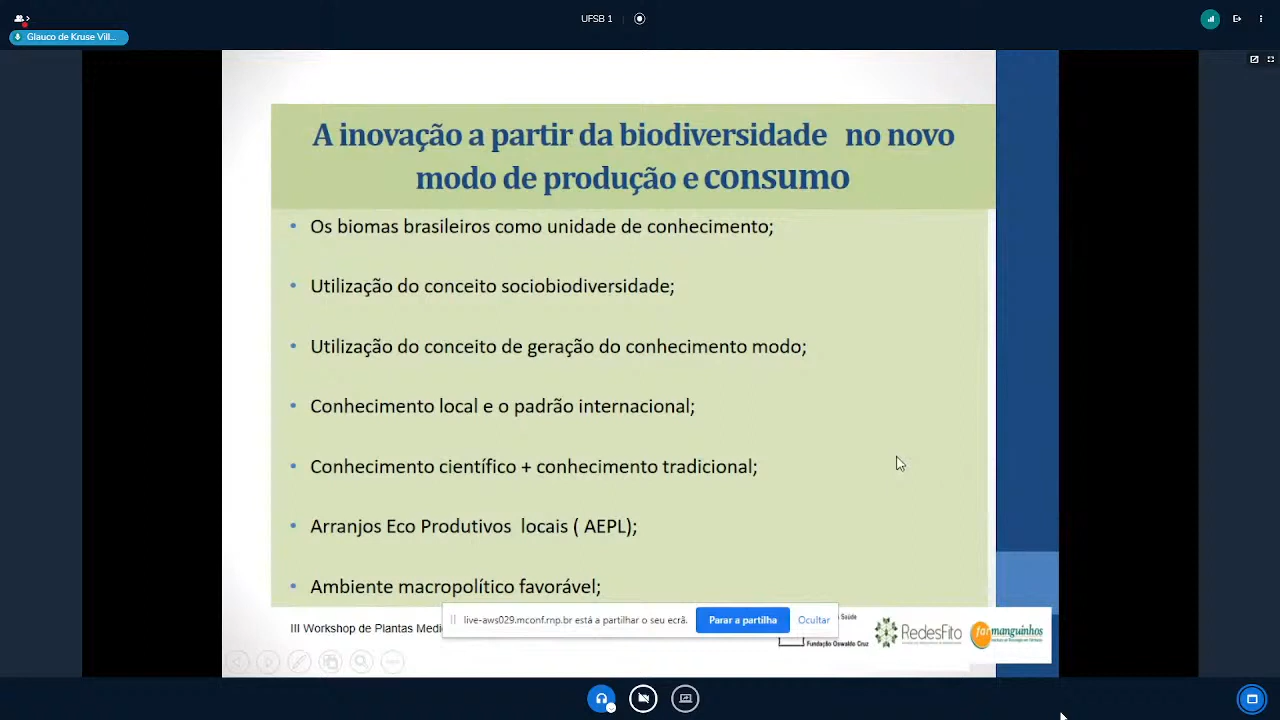 UFSB 1
Glauco de Kruse Vill...
A inovação a partir da biodiversidade no novo
modo de produção e consumo
• Os biomas brasileiros como unidade de conhecimento;
• Utilização do conceito sociobiodiversidade;
• Utilização do conceito de geração do conhecimento modo;
• Conhecimento local e o padrão internacional;
• Conhecimento científico + conhecimento tradicional;
• Arranjos Eco Produtivos locais ( AEPL);
• Ambiente macropolítico favorável;
live-aws029.mconf.rnp.br está a partilhar o seu ecrã. Parar a partilha Ocultar
III Workshop de Plantas Medic
Saúde
Fundação Oswaldo Cruz
RedesFito
farmanguinhos